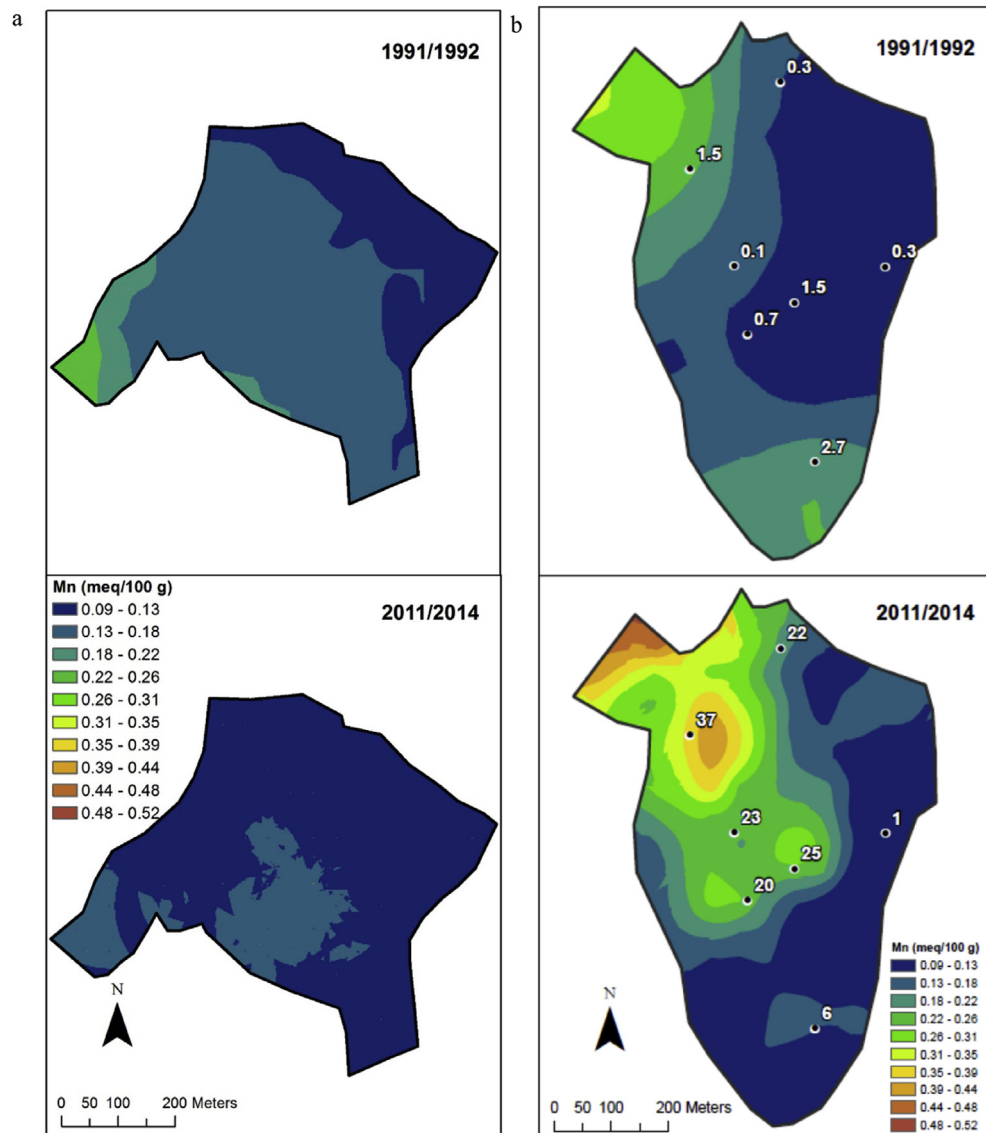 a
1991/1992
b
1991/1992
0.3
1.5
0.1
0.3
1.5
0.7
2.7
Mn (meq/100 g)
0.09 - 0.13
0.13 - 0.18
0.18 - 0.22
0.22 - 0.26
0.26 - 0.31
0.31 - 0.35
0.35 - 0.39
0.39 - 0.44
0.44 - 0.48
0.48 - 0.52
2011/2014
N
0 50 100 200 Meters
2011/2014
22
37
23
1
25
20
6
Mn (meq/100 g)
0.09 - 0.13
0.13 - 0.18
0.18 - 0.22
0.22 - 0.26
0.26 - 0.31
0.31 - 0.35
0.35 - 0.39
0.39 - 0.44
0.44 - 0.48
0.48 - 0.52
N
0 50 100 200 Meters